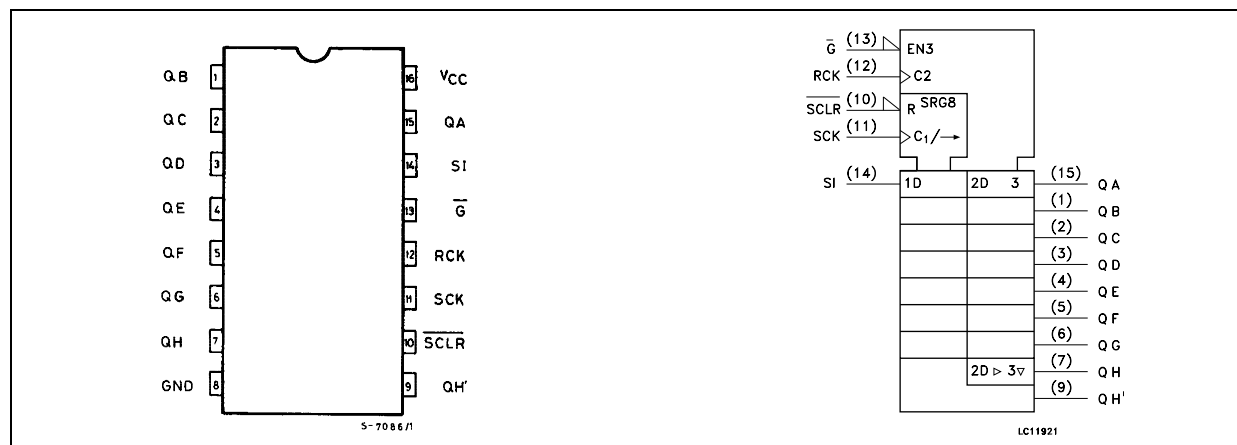 QB 1 16 VCC
QC 2 15 QA
QD 3 14 SI
QE 4 13 G̅
QF 5 12 RCK
QG 6 11 SCK
QH 7 10 S̅C̅L̅R̅
GND 8 9 QH'
S-7086/1
G̅ (13) EN3
RCK (12) C2
S̅C̅L̅R̅ (10) R SRG8
SCK (11) C1/→
SI (14) 1D 2D 3 (15) QA
(1) QB
(2) QC
(3) QD
(4) QE
(5) QF
(6) QG
2D ▷ 3▽ (7) QH
(9) QH'
LC11921